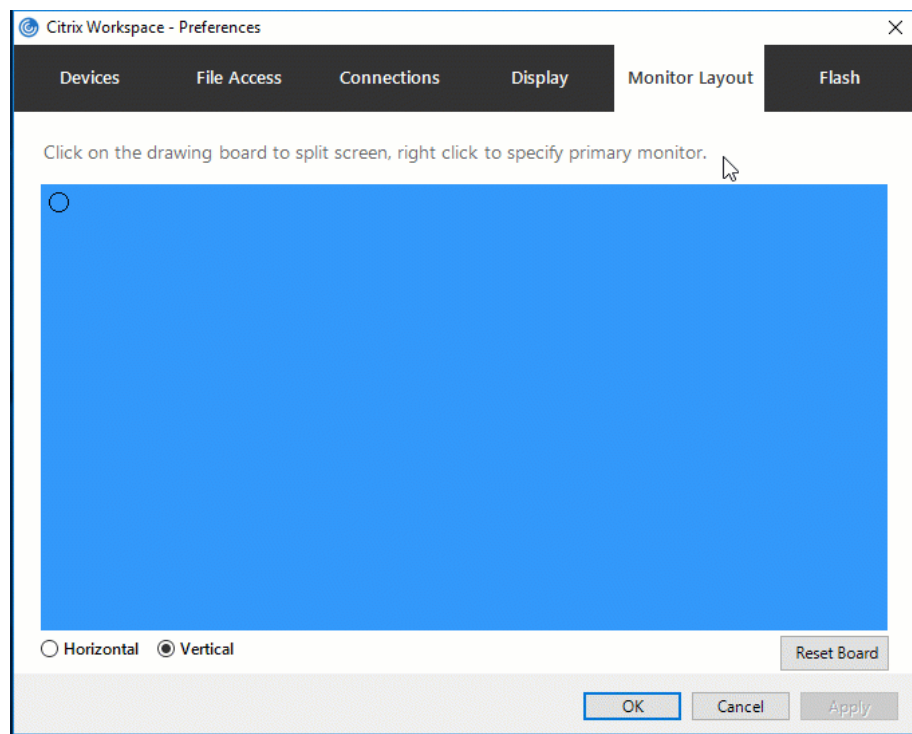 Citrix Workspace - Preferences
Devices File Access Connections Display Monitor Layout Flash
Click on the drawing board to split screen, right click to specify primary monitor.
Horizontal Vertical
Reset Board
OK Cancel Apply